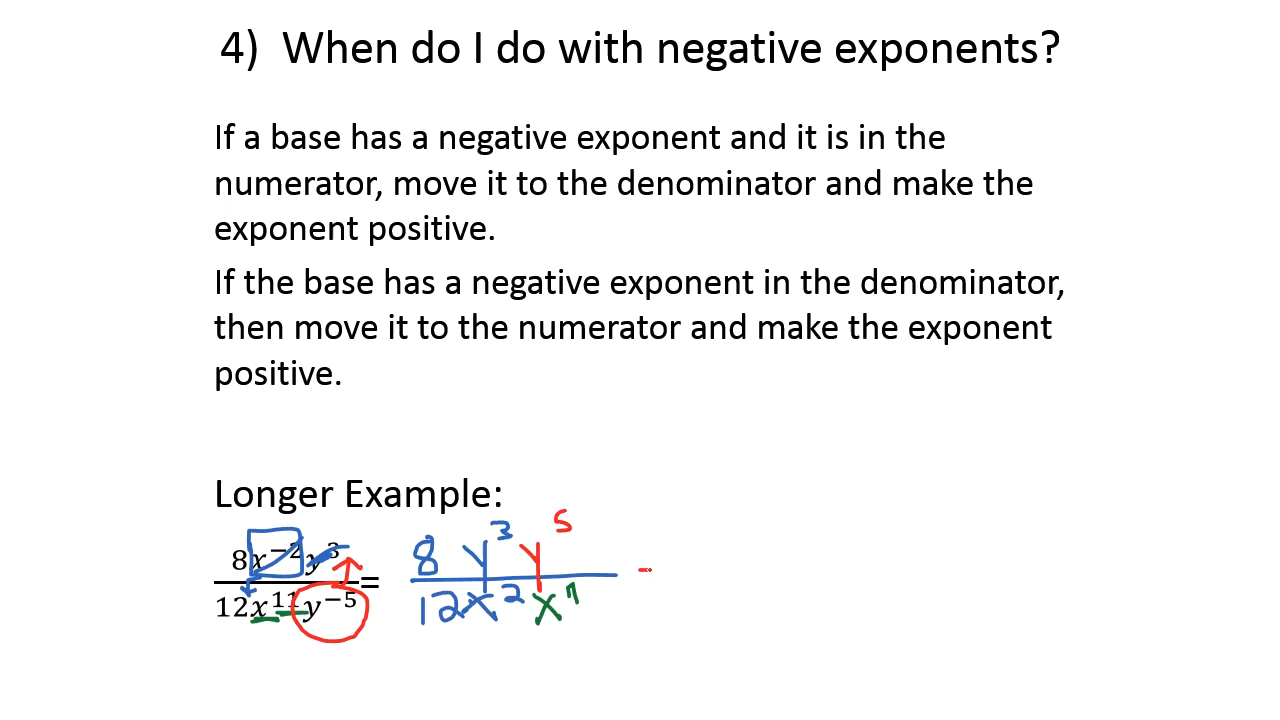 4) When do I do with negative exponents?
If a base has a negative exponent and it is in the
numerator, move it to the denominator and make the
exponent positive.
If the base has a negative exponent in the denominator,
then move it to the numerator and make the exponent
positive.
Longer Example:
8x⁻²y³ / 12x¹¹y⁻⁵ = 8 y³ y⁵ / 12x² x